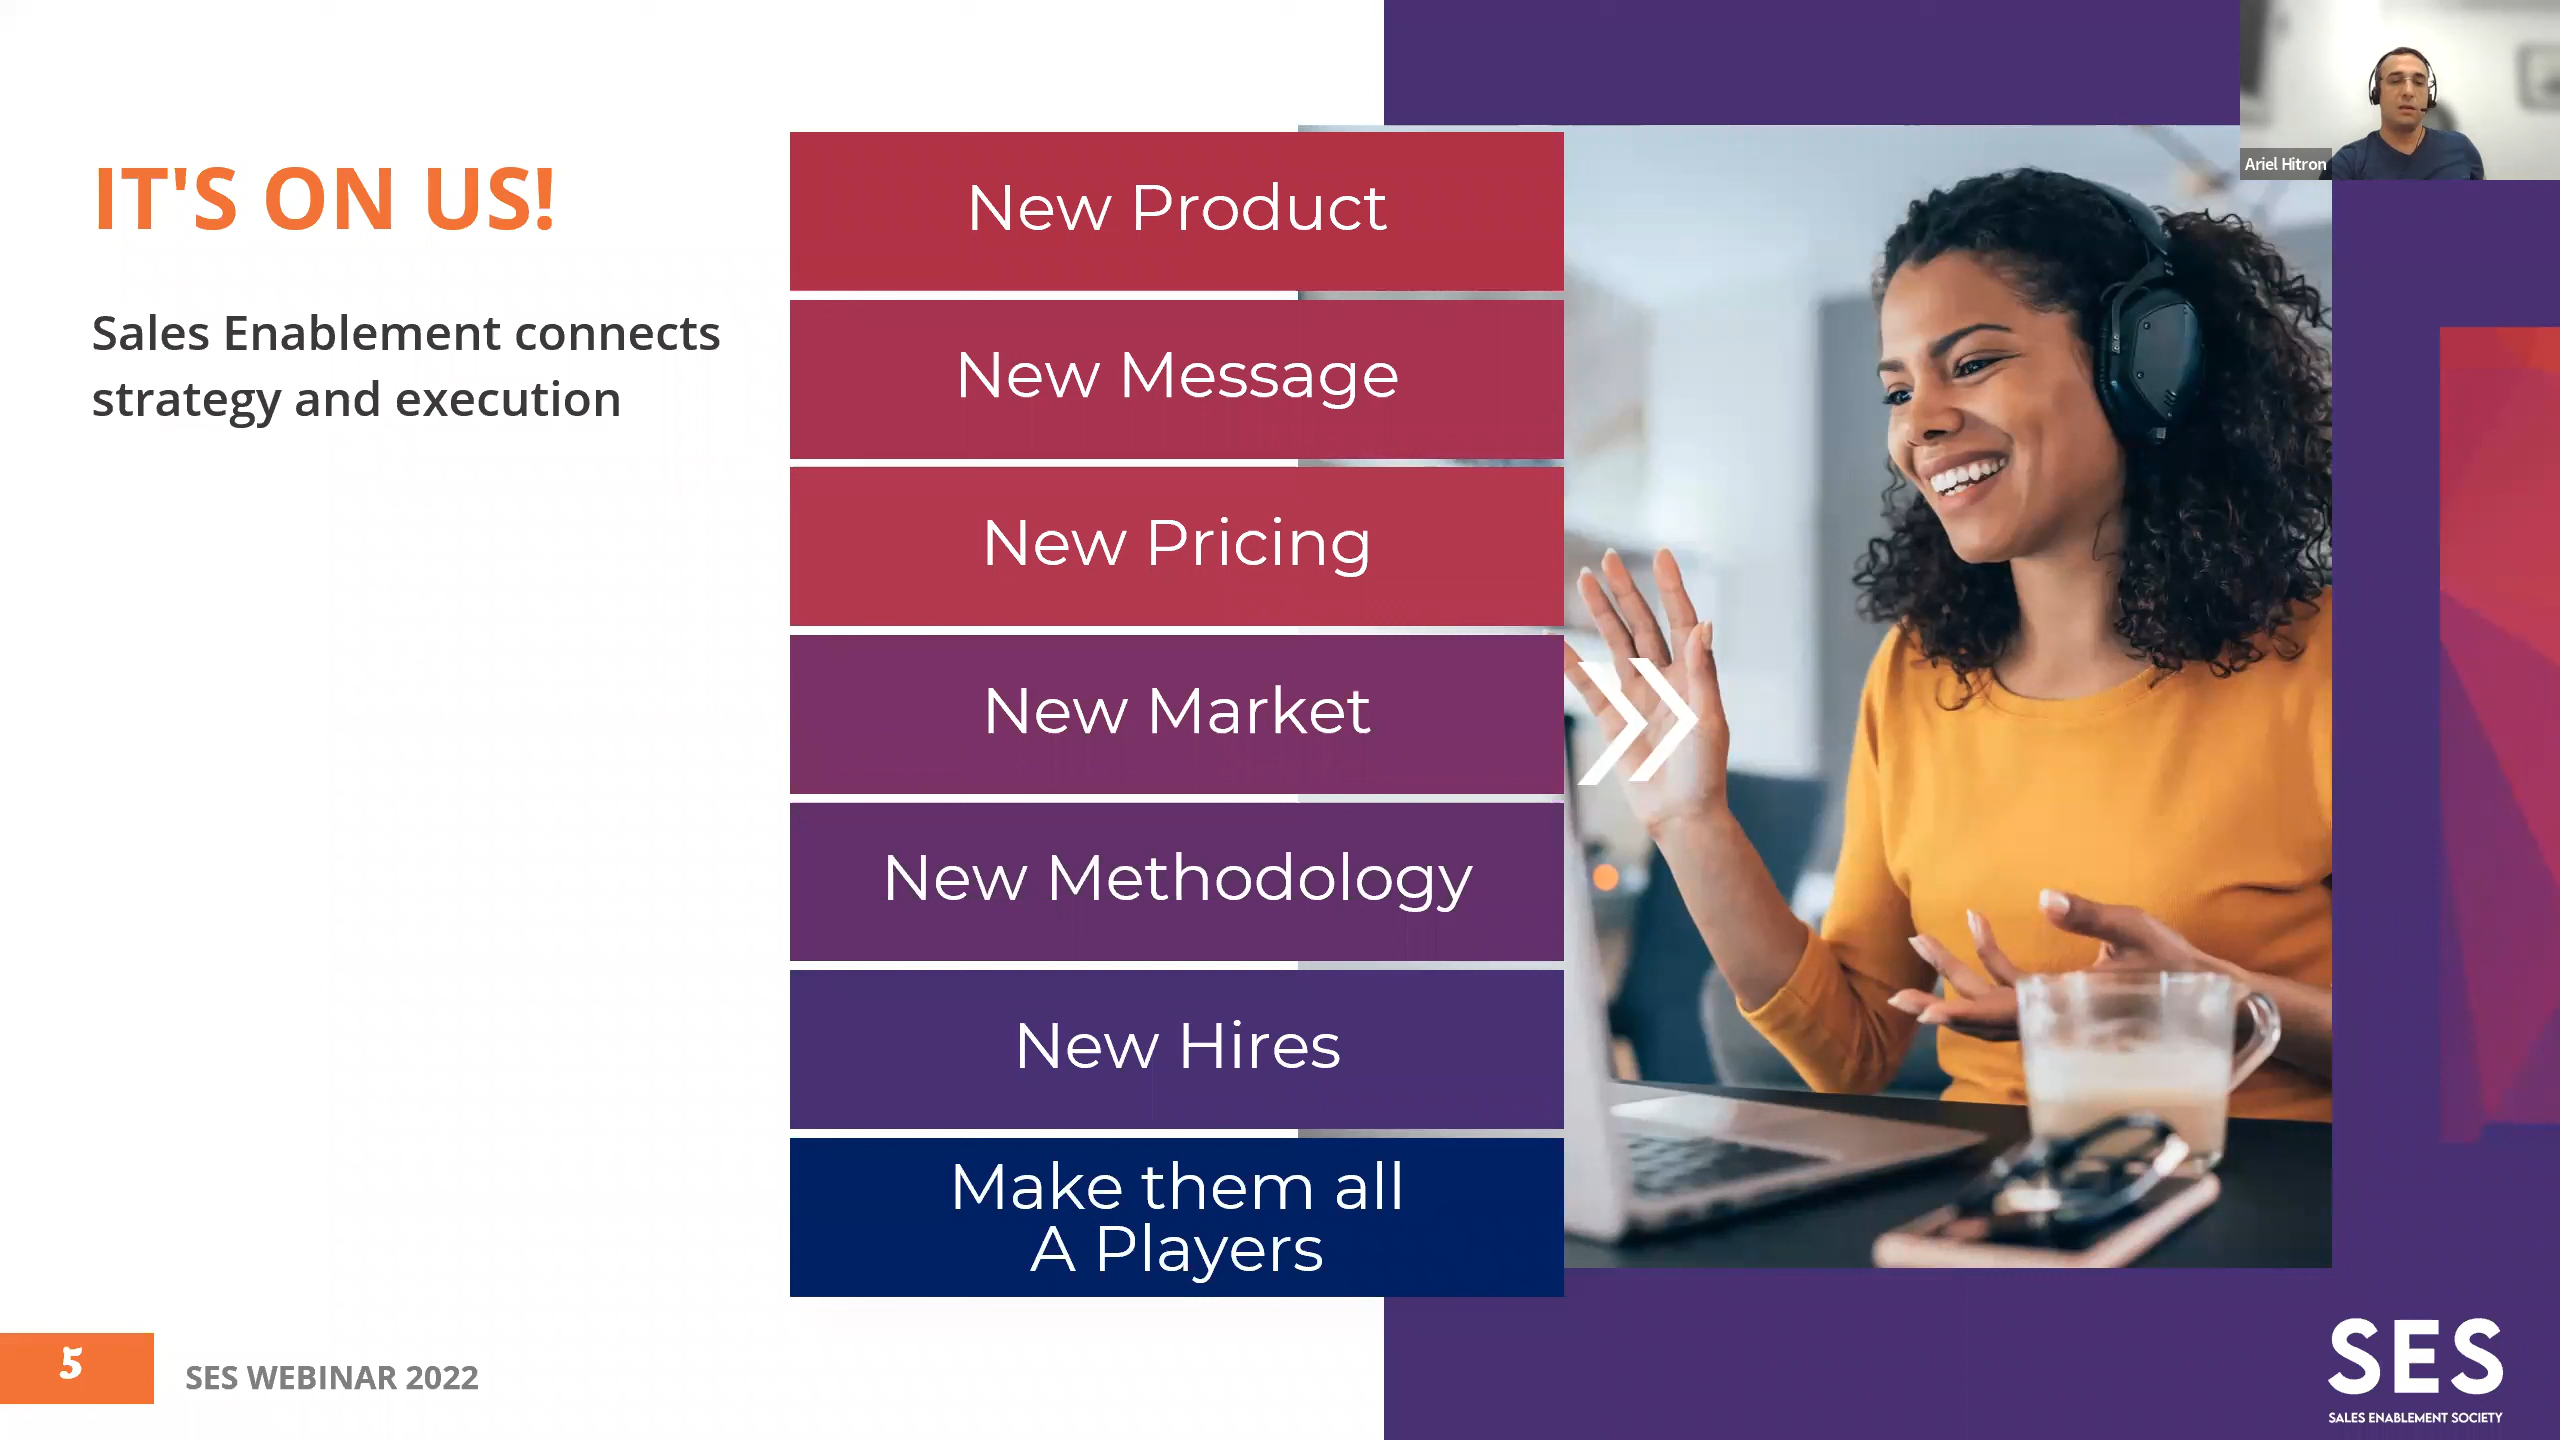 Ariel Hitron
IT'S ON US!
Sales Enablement connects
strategy and execution
New Product
New Message
New Pricing
New Market
New Methodology
New Hires
Make them all
A Players
5
SES WEBINAR 2022
SES
SALES ENABLEMENT SOCIETY